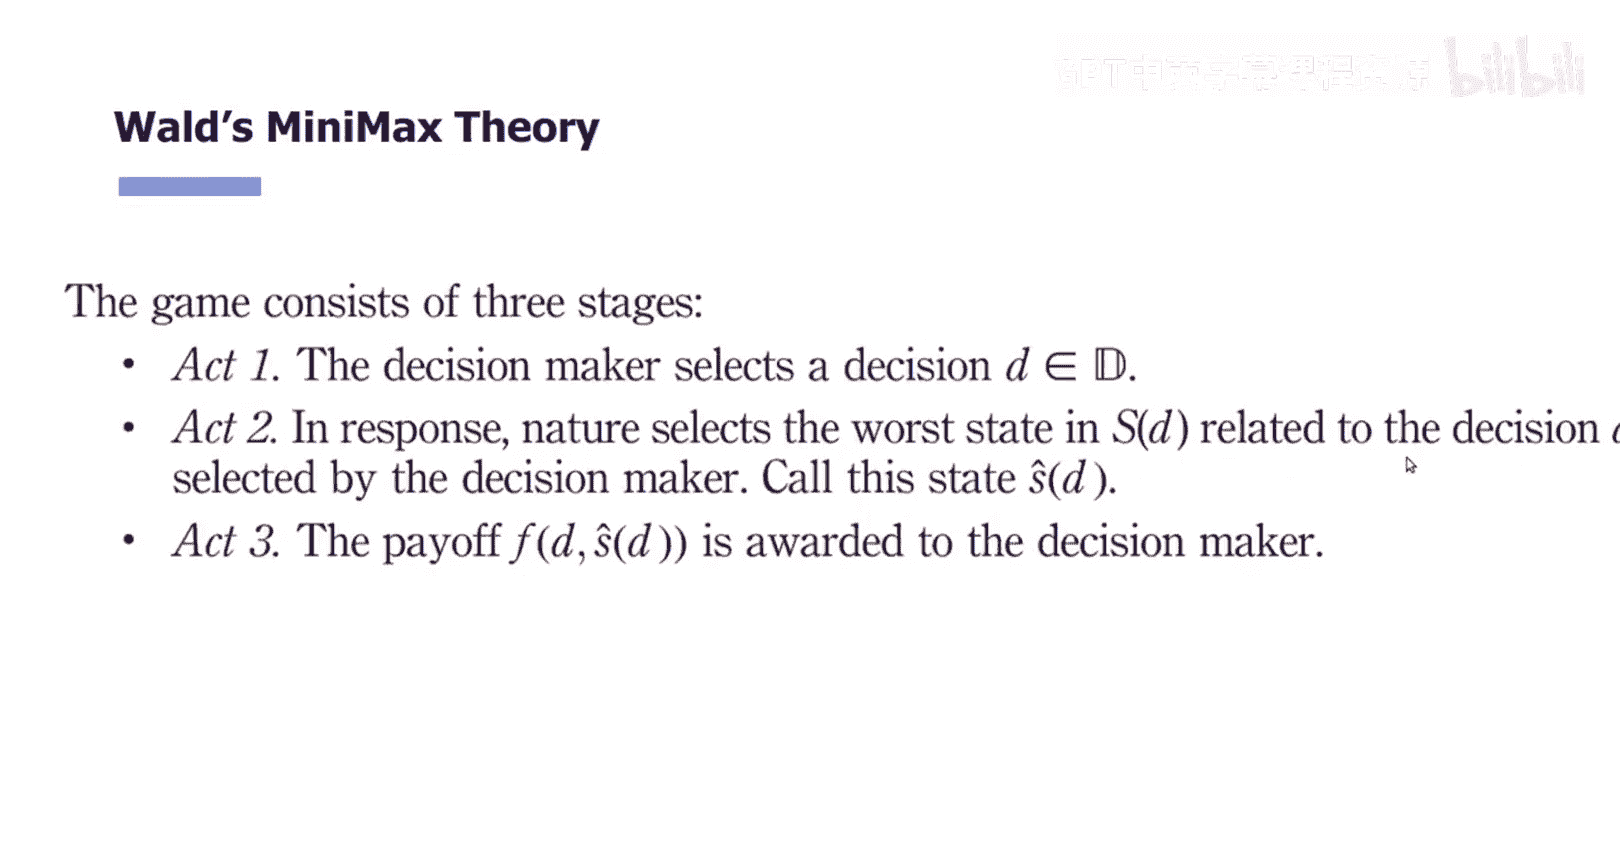 bilibili
Wald's MiniMax Theory
The game consists of three stages:
• Act 1. The decision maker selects a decision d ∈ 𝔻.
• Act 2. In response, nature selects the worst state in S(d) related to the decision
selected by the decision maker. Call this state ŝ(d).
• Act 3. The payoff f(d, ŝ(d)) is awarded to the decision maker.